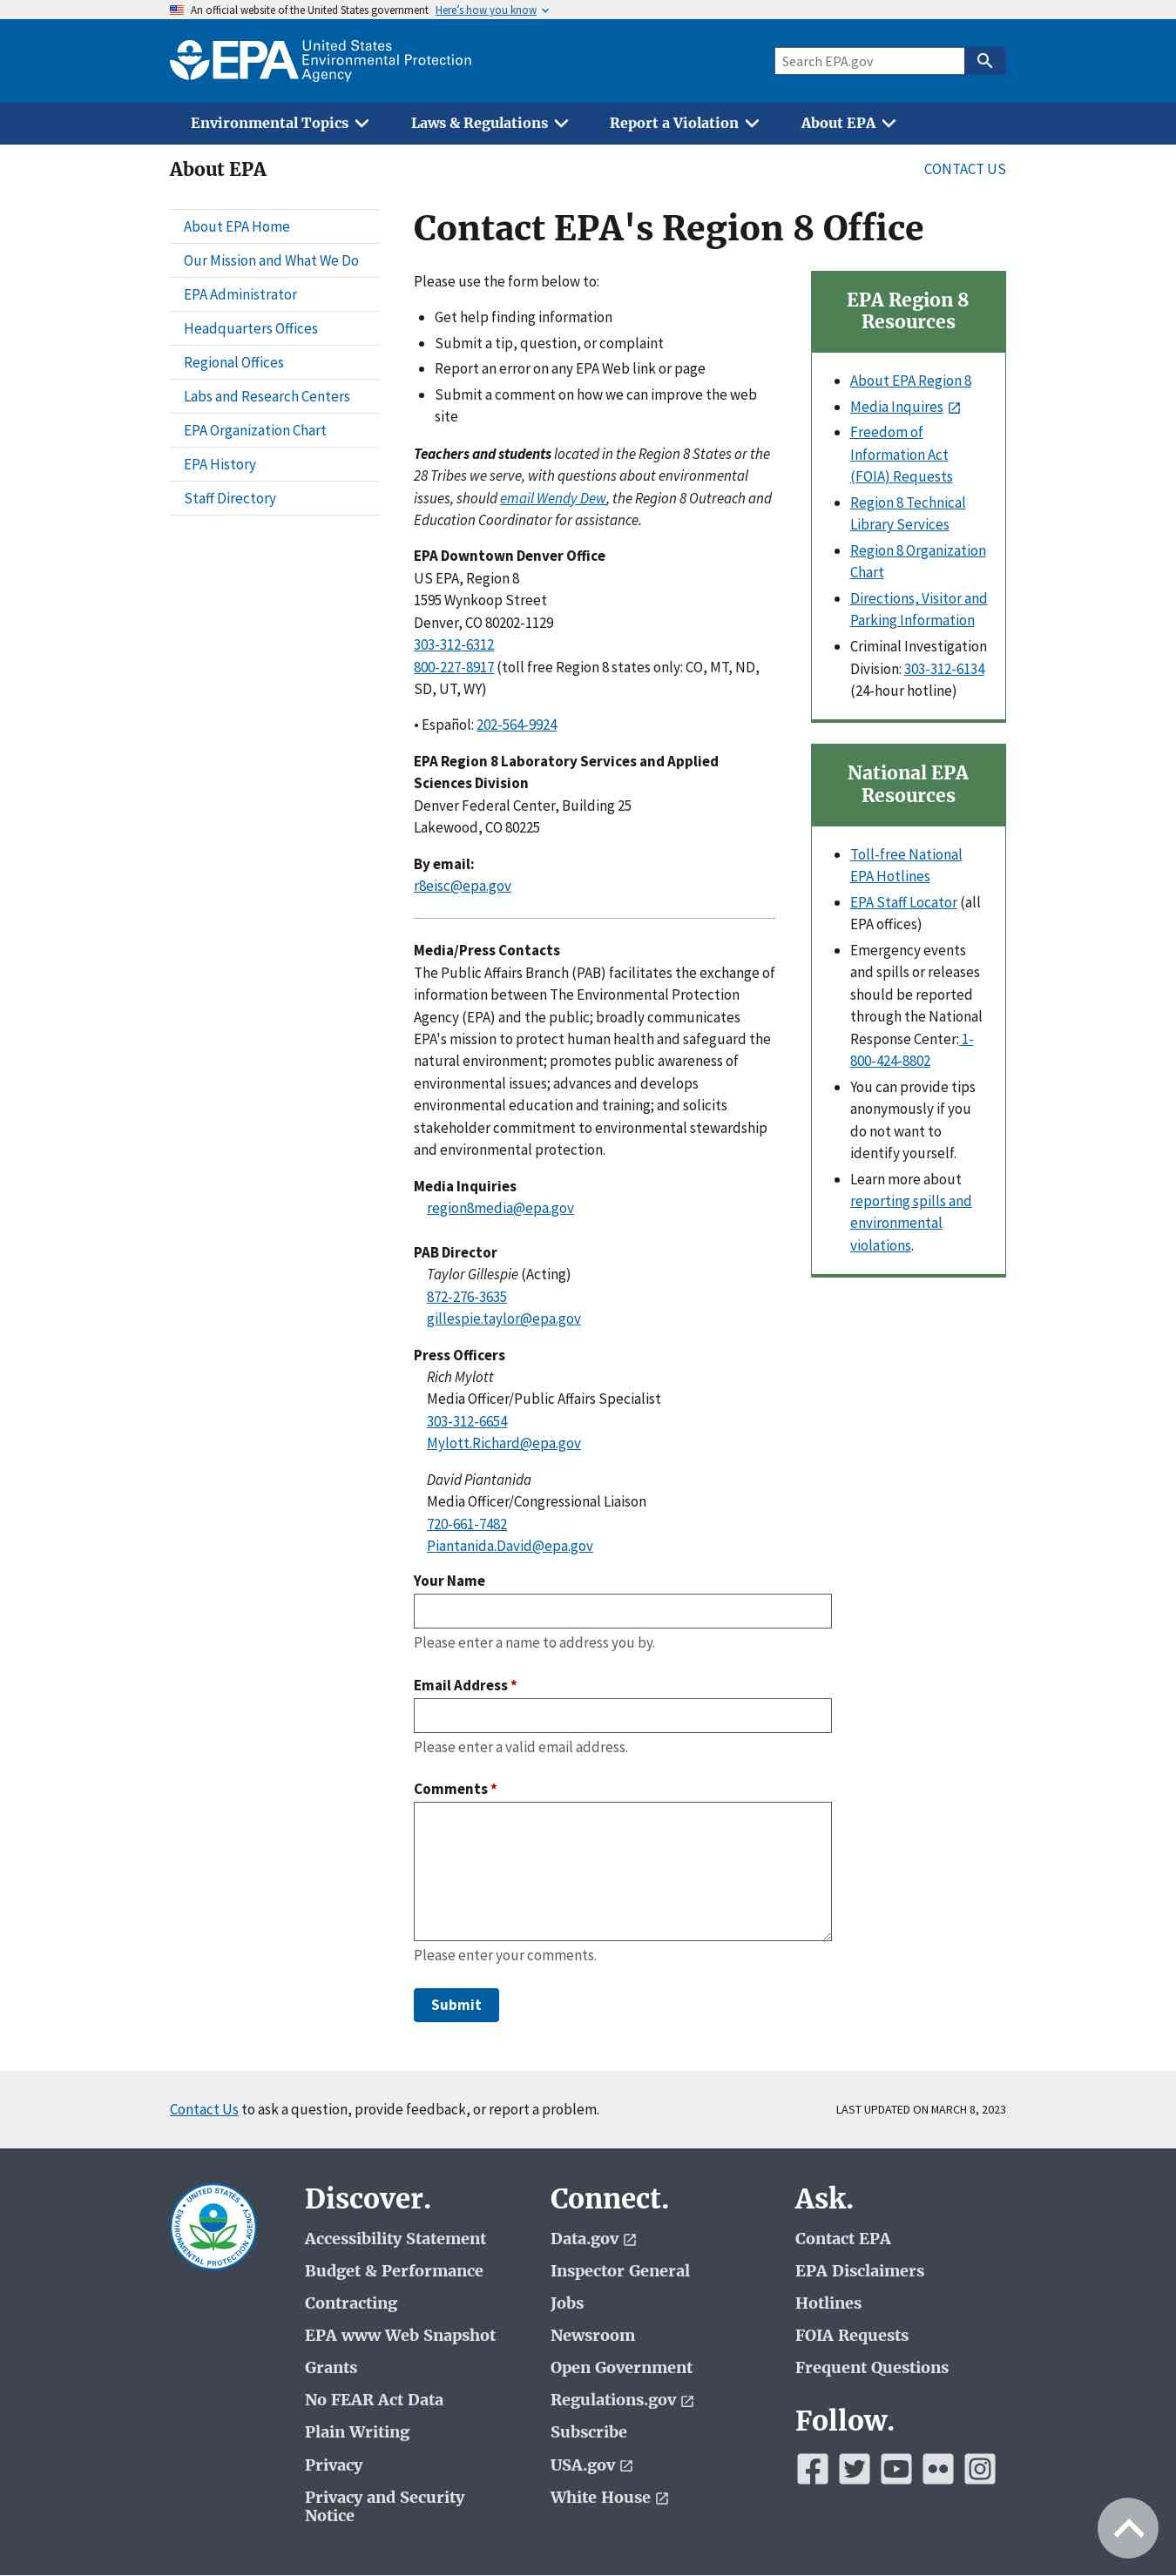 An official website of the United States government Here's how you know
EPA United States
Environmental Protection
Agency
Search EPA.gov
Environmental Topics Laws & Regulations Report a Violation About EPA
About EPA
CONTACT US
About EPA Home
Our Mission and What We Do
EPA Administrator
Headquarters Offices
Regional Offices
Labs and Research Centers
EPA Organization Chart
EPA History
Staff Directory
Contact EPA's Region 8 Office
Please use the form below to:
• Get help finding information
• Submit a tip, question, or complaint
• Report an error on any EPA Web link or page
• Submit a comment on how we can improve the web
site
Teachers and students located in the Region 8 States or the
28 Tribes we serve, with questions about environmental
issues, should email Wendy Dew, the Region 8 Outreach and
Education Coordinator for assistance.
EPA Downtown Denver Office
US EPA, Region 8
1595 Wynkoop Street
Denver, CO 80202-1129
303-312-6312
800-227-8917 (toll free Region 8 states only: CO, MT, ND,
SD, UT, WY)
• Español: 202-564-9924
EPA Region 8 Laboratory Services and Applied
Sciences Division
Denver Federal Center, Building 25
Lakewood, CO 80225
By email:
r8eisc@epa.gov
Media/Press Contacts
The Public Affairs Branch (PAB) facilitates the exchange of
information between The Environmental Protection
Agency (EPA) and the public; broadly communicates
EPA's mission to protect human health and safeguard the
natural environment; promotes public awareness of
environmental issues; advances and develops
environmental education and training; and solicits
stakeholder commitment to environmental stewardship
and environmental protection.
Media Inquiries
region8media@epa.gov
PAB Director
Taylor Gillespie (Acting)
872-276-3635
gillespie.taylor@epa.gov
Press Officers
Rich Mylott
Media Officer/Public Affairs Specialist
303-312-6654
Mylott.Richard@epa.gov
David Piantanida
Media Officer/Congressional Liaison
720-661-7482
Piantanida.David@epa.gov
EPA Region 8
Resources
• About EPA Region 8
• Media Inquires
• Freedom of
Information Act
(FOIA) Requests
• Region 8 Technical
Library Services
• Region 8 Organization
Chart
• Directions, Visitor and
Parking Information
• Criminal Investigation
Division: 303-312-6134
(24-hour hotline)
National EPA
Resources
• Toll-free National
EPA Hotlines
• EPA Staff Locator (all
EPA offices)
• Emergency events
and spills or releases
should be reported
through the National
Response Center: 1-
800-424-8802
• You can provide tips
anonymously if you
do not want to
identify yourself.
• Learn more about
reporting spills and
environmental
violations.
Your Name
Please enter a name to address you by.
Email Address *
Please enter a valid email address.
Comments *
Please enter your comments.
Submit
Contact Us to ask a question, provide feedback, or report a problem.
LAST UPDATED ON MARCH 8, 2023
UNITED STATES
ENVIRONMENTAL PROTECTION AGENCY
Discover.
Accessibility Statement
Budget & Performance
Contracting
EPA www Web Snapshot
Grants
No FEAR Act Data
Plain Writing
Privacy
Privacy and Security
Notice
Connect.
Data.gov
Inspector General
Jobs
Newsroom
Open Government
Regulations.gov
Subscribe
USA.gov
White House
Ask.
Contact EPA
EPA Disclaimers
Hotlines
FOIA Requests
Frequent Questions
Follow.